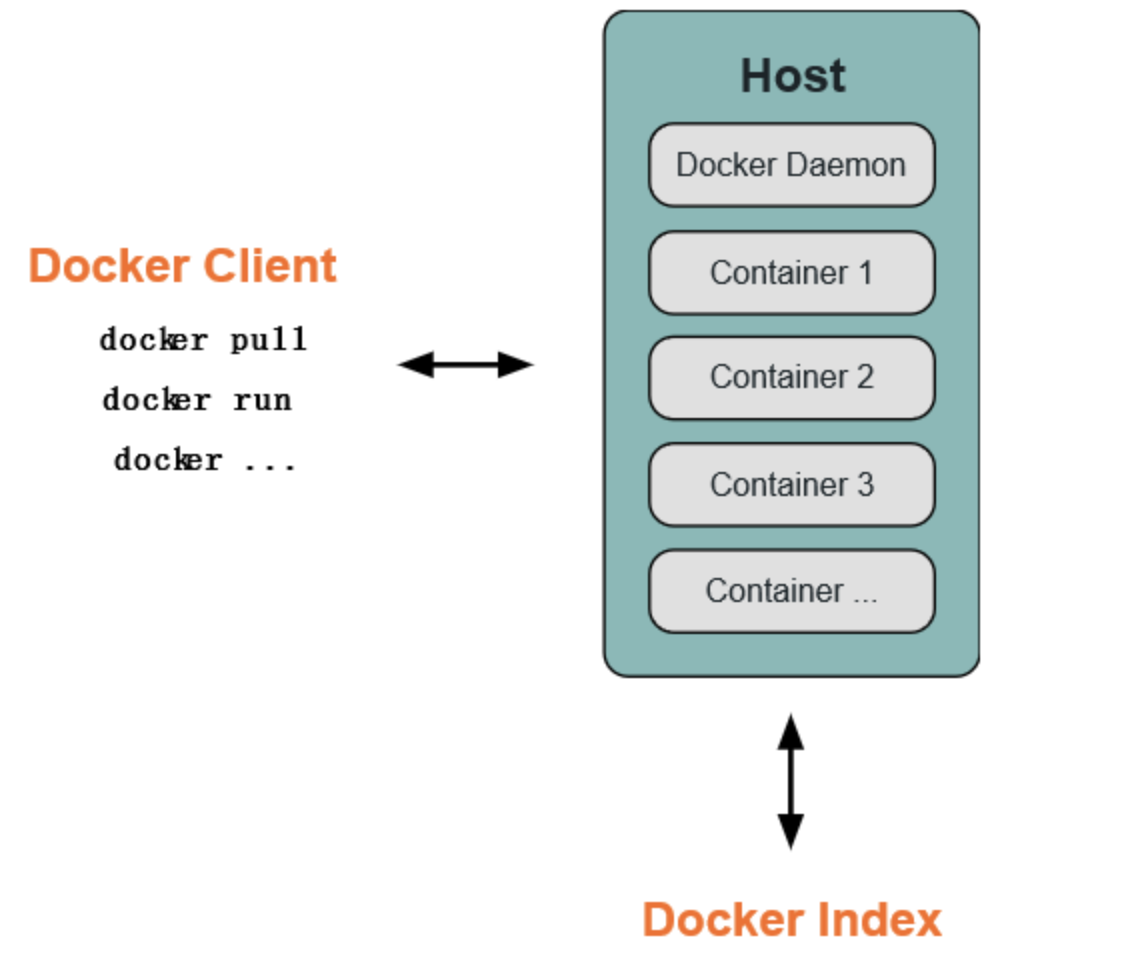 Docker Client
docker pull
docker run
docker ...
Host
Docker Daemon
Container 1
Container 2
Container 3
Container ...
Docker Index